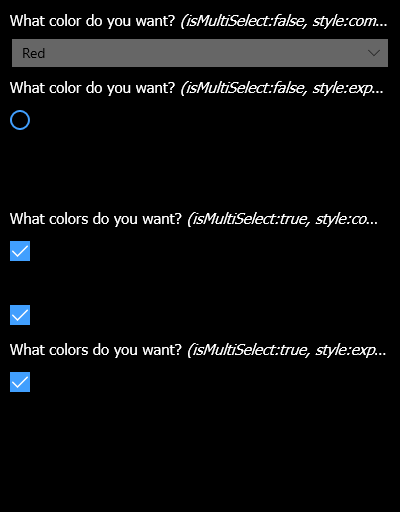 What color do you want? (isMultiSelect:false, style:com...
Red
What color do you want? (isMultiSelect:false, style:exp...
What colors do you want? (isMultiSelect:true, style:co...
What colors do you want? (isMultiSelect:true, style:exp...